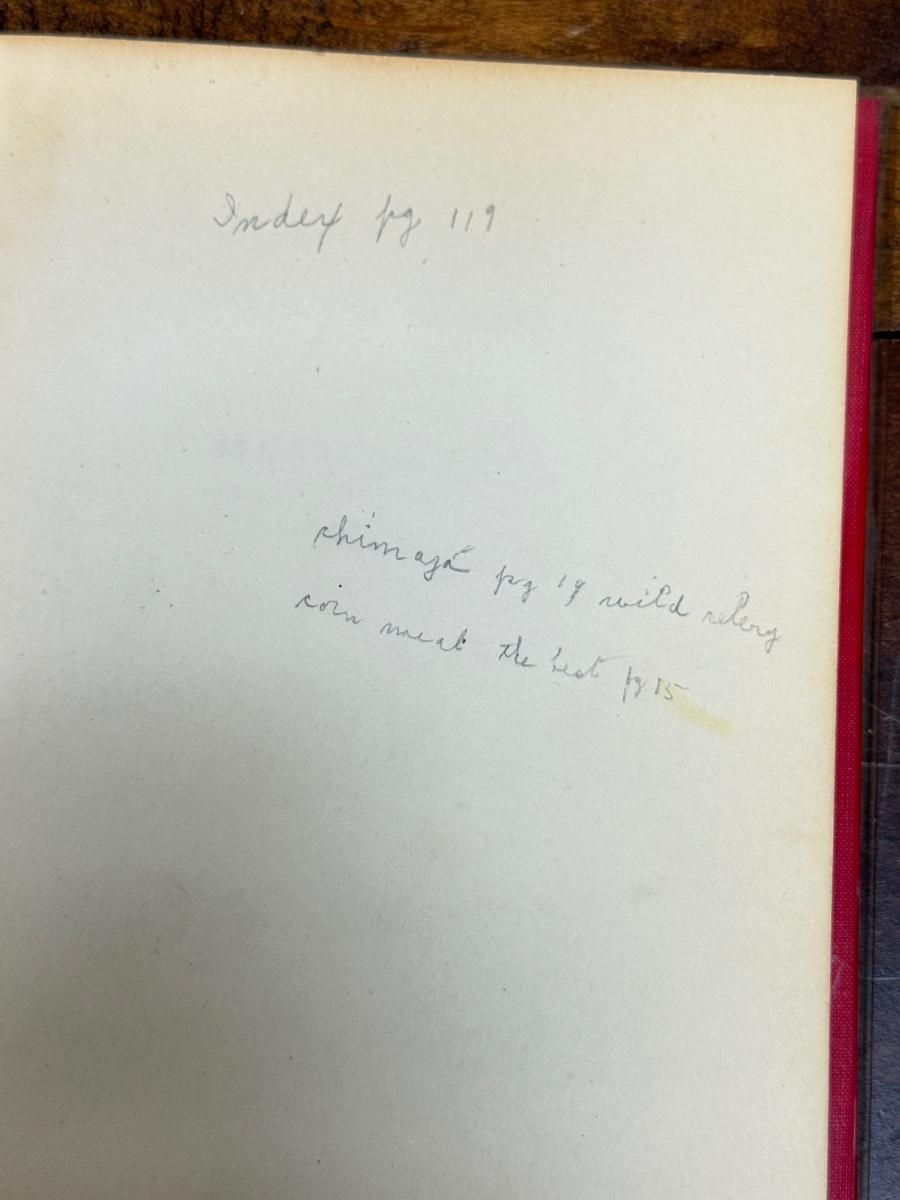 Index pg 119
chimajá pg 19 wild celery
corn meal the best pg 15